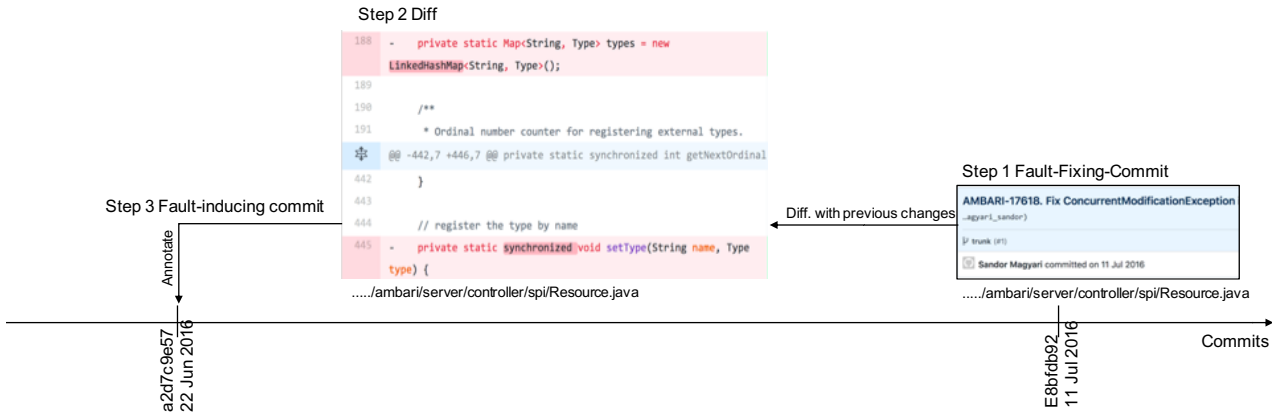 Step 2 Diff
188 - private static Map<String, Type> types = new
LinkedHashMap<String, Type>();
189
190 /**
191 * Ordinal number counter for registering external types.
@@ -442,7 +446,7 @@ private static synchronized int getNextOrdinal
442 }
443
444 // register the type by name
445 - private static synchronized void setType(String name, Type
type) {
...../ambari/server/controller/spi/Resource.java
Step 1 Fault-Fixing-Commit
AMBARI-17618. Fix ConcurrentModificationException
…agyari_sandor)
trunk (#1)
Sandor Magyari committed on 11 Jul 2016
...../ambari/server/controller/spi/Resource.java
Diff. with previous changes
Step 3 Fault-inducing commit
Annotate
a2d7c9e57
22 Jun 2016
E8bfdb92
11 Jul 2016
Commits